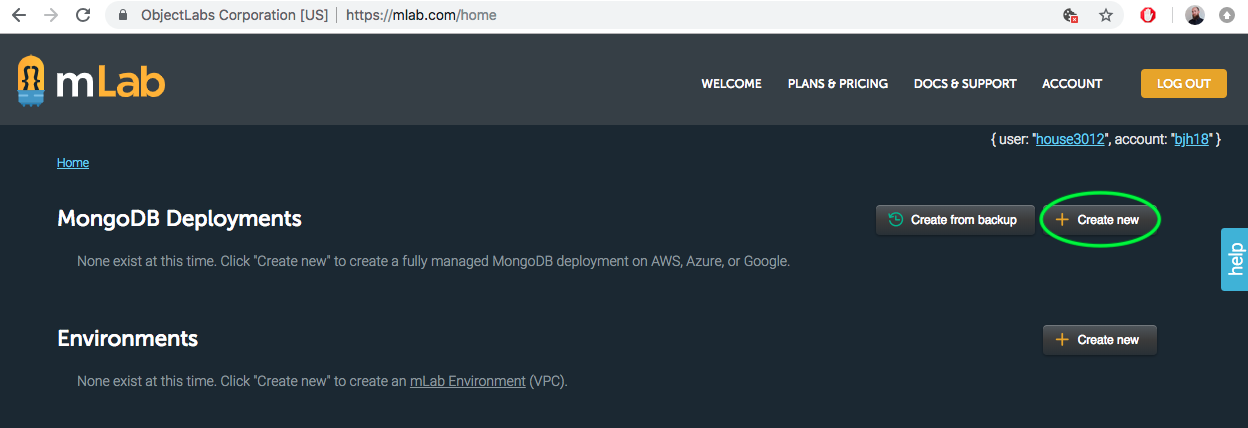 ObjectLabs Corporation [US] | https://mlab.com/home
mLab
WELCOME PLANS & PRICING DOCS & SUPPORT ACCOUNT LOG OUT
{ user: "house3012", account: "bjh18" }
Home
MongoDB Deployments
Create from backup
Create new
None exist at this time. Click "Create new" to create a fully managed MongoDB deployment on AWS, Azure, or Google.
help
Environments
Create new
None exist at this time. Click "Create new" to create an mLab Environment (VPC).